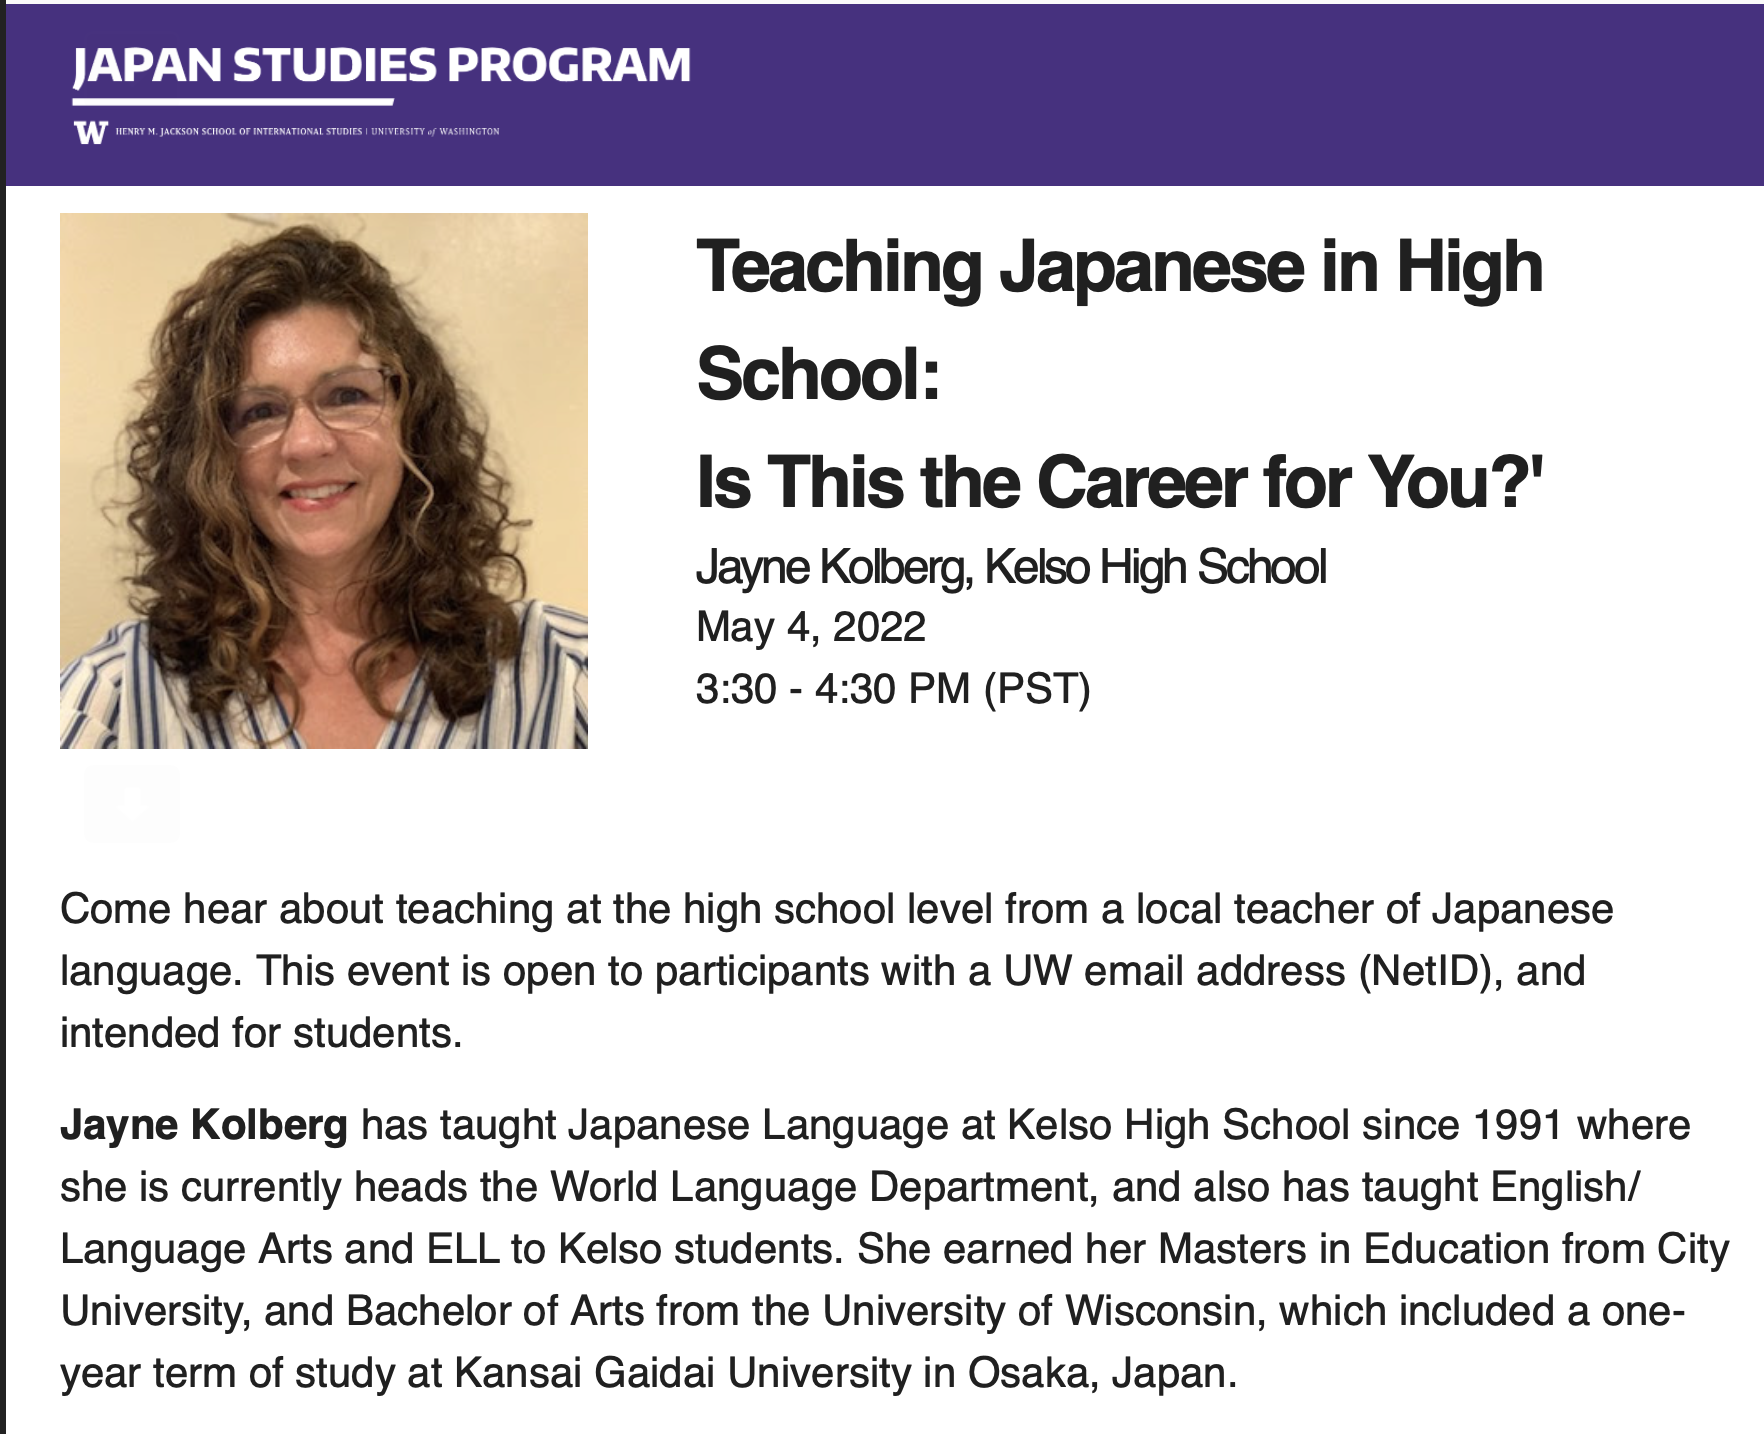 JAPAN STUDIES PROGRAM
W HENRY M. JACKSON SCHOOL OF INTERNATIONAL STUDIES | UNIVERSITY of WASHINGTON
Teaching Japanese in High
School:
Is This the Career for You?'
Jayne Kolberg, Kelso High School
May 4, 2022
3:30 - 4:30 PM (PST)
Come hear about teaching at the high school level from a local teacher of Japanese
language. This event is open to participants with a UW email address (NetID), and
intended for students.
Jayne Kolberg has taught Japanese Language at Kelso High School since 1991 where
she is currently heads the World Language Department, and also has taught English/
Language Arts and ELL to Kelso students. She earned her Masters in Education from City
University, and Bachelor of Arts from the University of Wisconsin, which included a one-
year term of study at Kansai Gaidai University in Osaka, Japan.